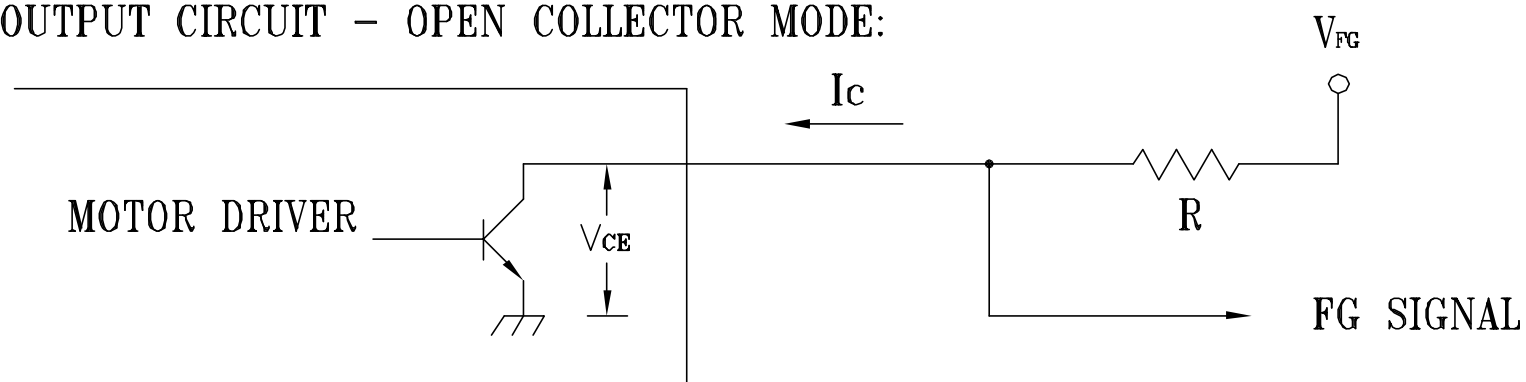 OUTPUT CIRCUIT - OPEN COLLECTOR MODE:
VFG
Ic
MOTOR DRIVER
VCE
R
FG SIGNAL